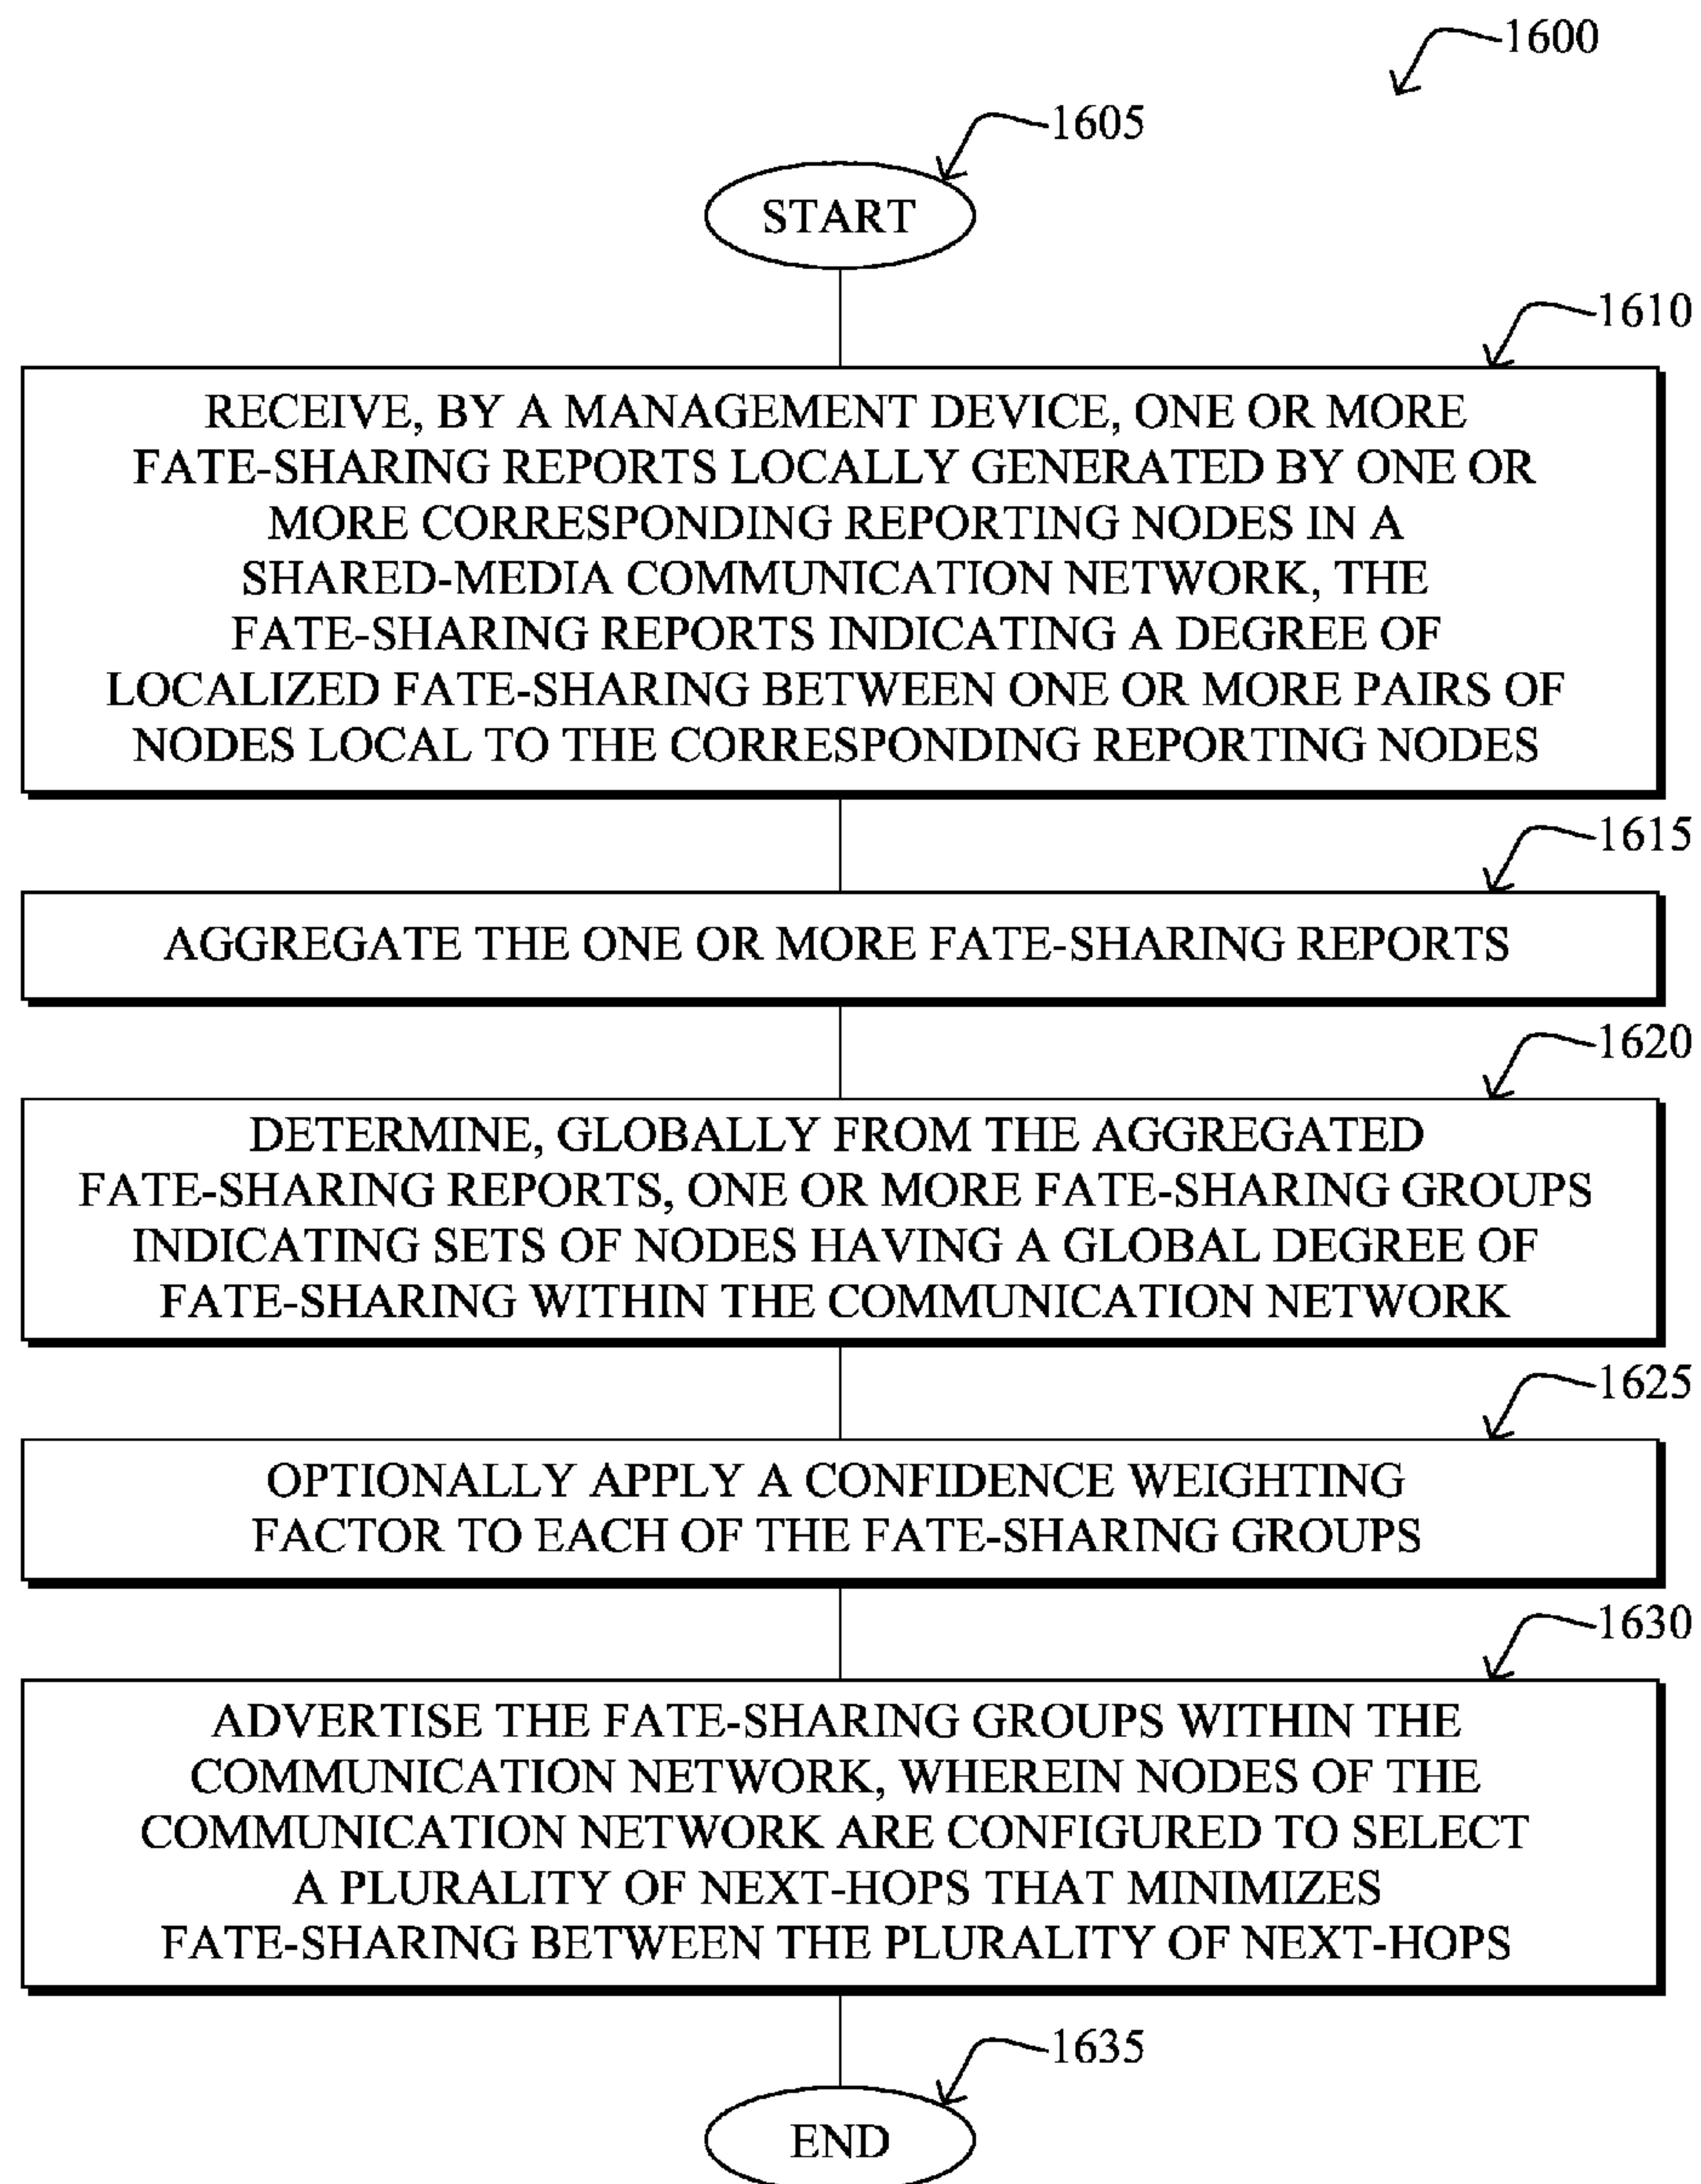 1600
1605
START
1610
RECEIVE, BY A MANAGEMENT DEVICE, ONE OR MORE
FATE-SHARING REPORTS LOCALLY GENERATED BY ONE OR
MORE CORRESPONDING REPORTING NODES IN A
SHARED-MEDIA COMMUNICATION NETWORK, THE
FATE-SHARING REPORTS INDICATING A DEGREE OF
LOCALIZED FATE-SHARING BETWEEN ONE OR MORE PAIRS OF
NODES LOCAL TO THE CORRESPONDING REPORTING NODES
1615
AGGREGATE THE ONE OR MORE FATE-SHARING REPORTS
1620
DETERMINE, GLOBALLY FROM THE AGGREGATED
FATE-SHARING REPORTS, ONE OR MORE FATE-SHARING GROUPS
INDICATING SETS OF NODES HAVING A GLOBAL DEGREE OF
FATE-SHARING WITHIN THE COMMUNICATION NETWORK
1625
OPTIONALLY APPLY A CONFIDENCE WEIGHTING
FACTOR TO EACH OF THE FATE-SHARING GROUPS
1630
ADVERTISE THE FATE-SHARING GROUPS WITHIN THE
COMMUNICATION NETWORK, WHEREIN NODES OF THE
COMMUNICATION NETWORK ARE CONFIGURED TO SELECT
A PLURALITY OF NEXT-HOPS THAT MINIMIZES
FATE-SHARING BETWEEN THE PLURALITY OF NEXT-HOPS
1635
END